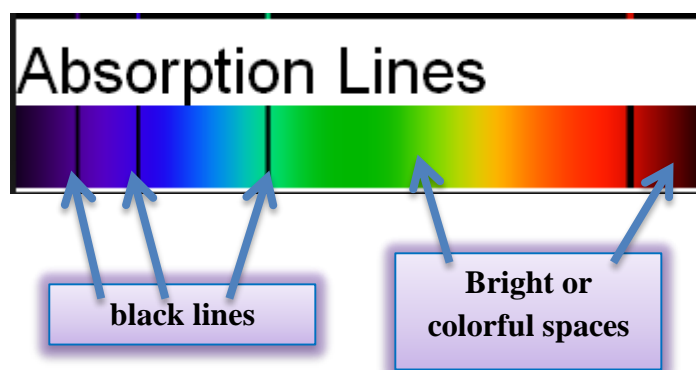 Absorption Lines
black lines
Bright or
colorful spaces